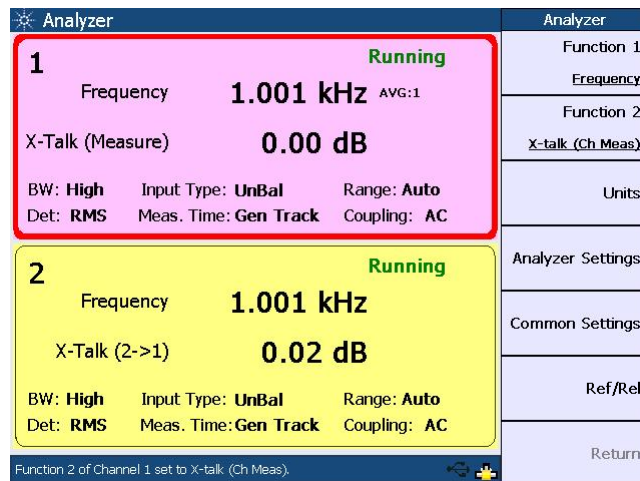 Analyzer
1
Running
Frequency 1.001 kHz AVG:1
X-Talk (Measure) 0.00 dB
BW: High Input Type: UnBal Range: Auto
Det: RMS Meas. Time: Gen Track Coupling: AC
2
Running
Frequency 1.001 kHz
X-Talk (2->1) 0.02 dB
BW: High Input Type: UnBal Range: Auto
Det: RMS Meas. Time: Gen Track Coupling: AC
Function 2 of Channel 1 set to X-talk (Ch Meas).
Analyzer
Function 1
Frequency
Function 2
X-talk (Ch Meas)
Units
Analyzer Settings
Common Settings
Ref/Rel
Return